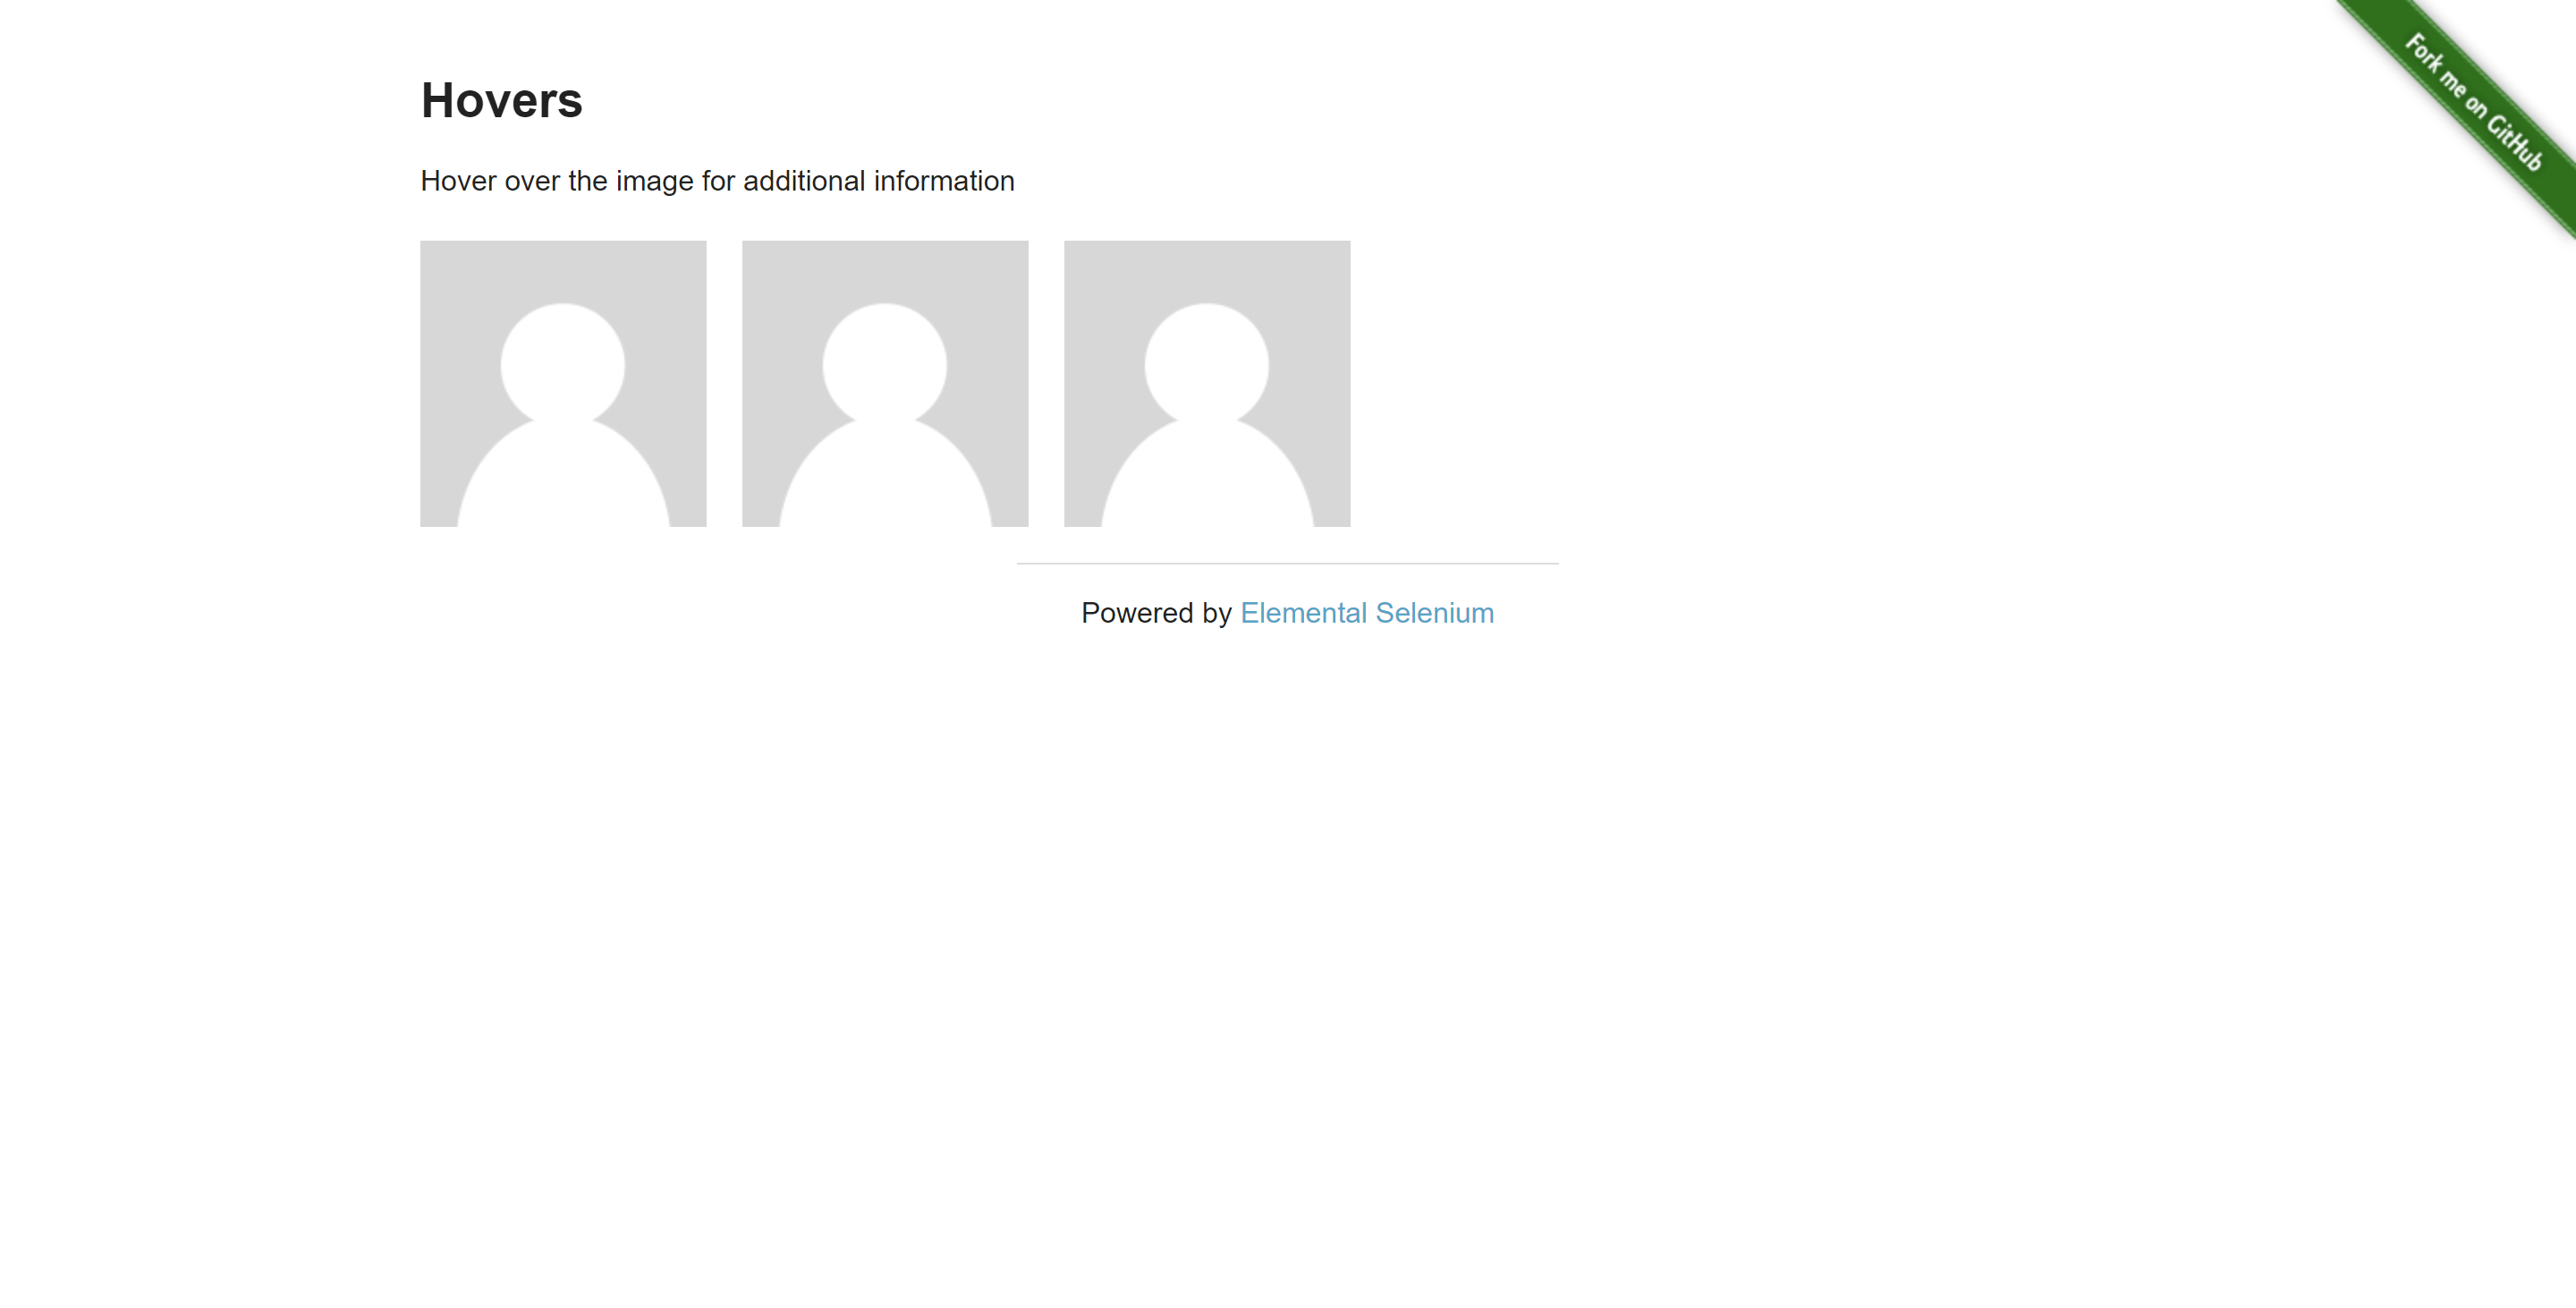 Fork me on GitHub
Hovers
Hover over the image for additional information
Powered by Elemental Selenium